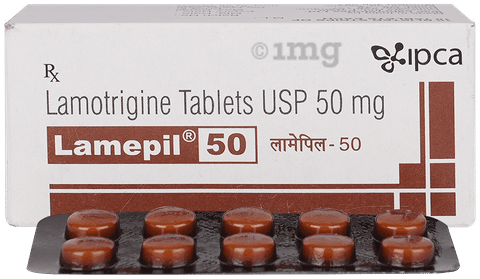 ©1mg
ipca
Rx
Lamotrigine Tablets USP 50 mg
Lamepil® 50 लामेपिल - 50